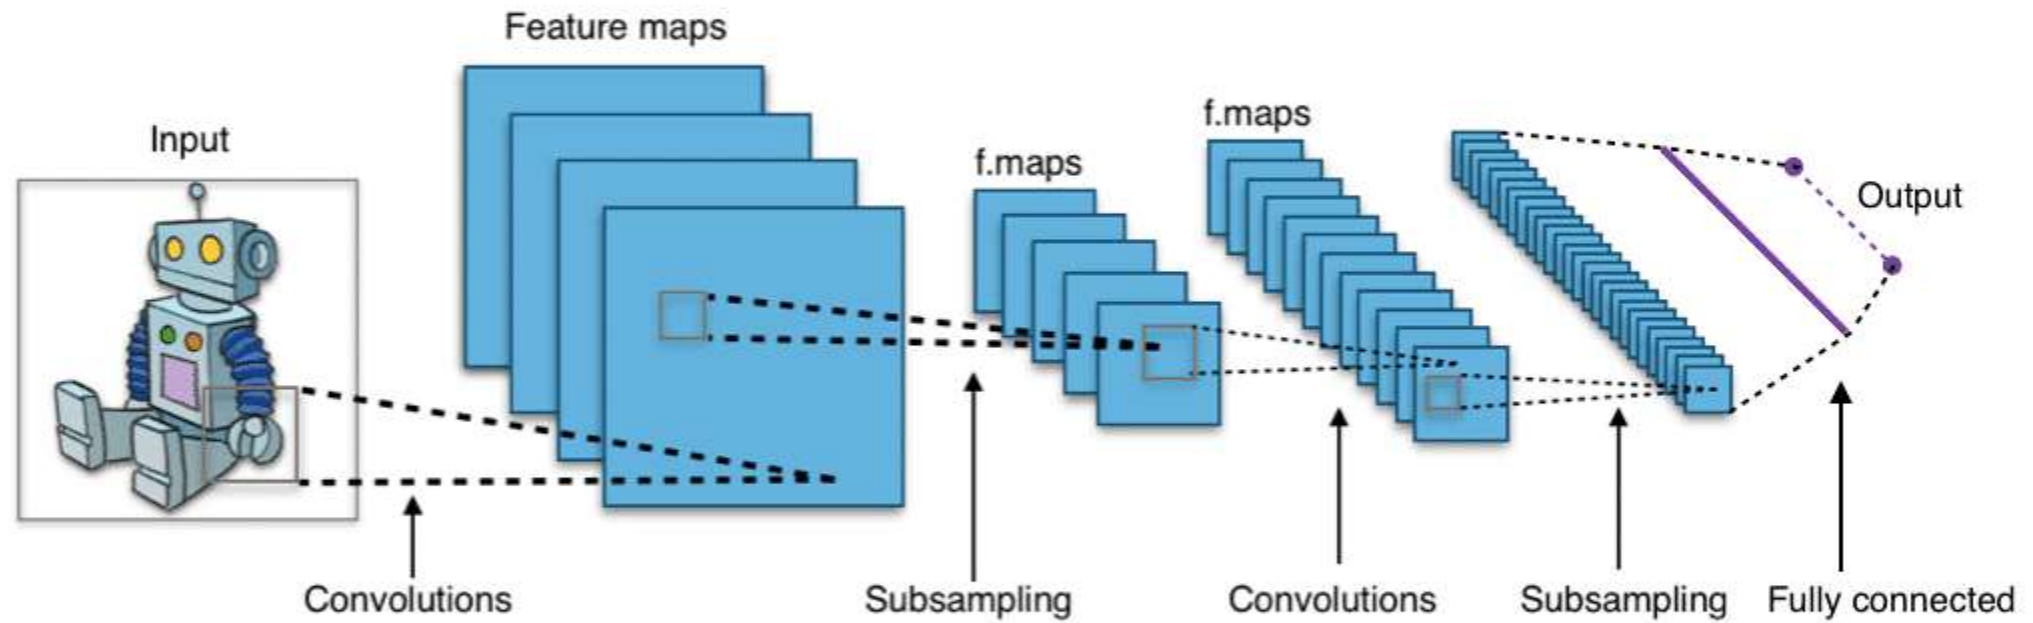 Feature maps
f.maps
Input
f.maps
Output
Convolutions
Subsampling
Convolutions
Subsampling
Fully connected